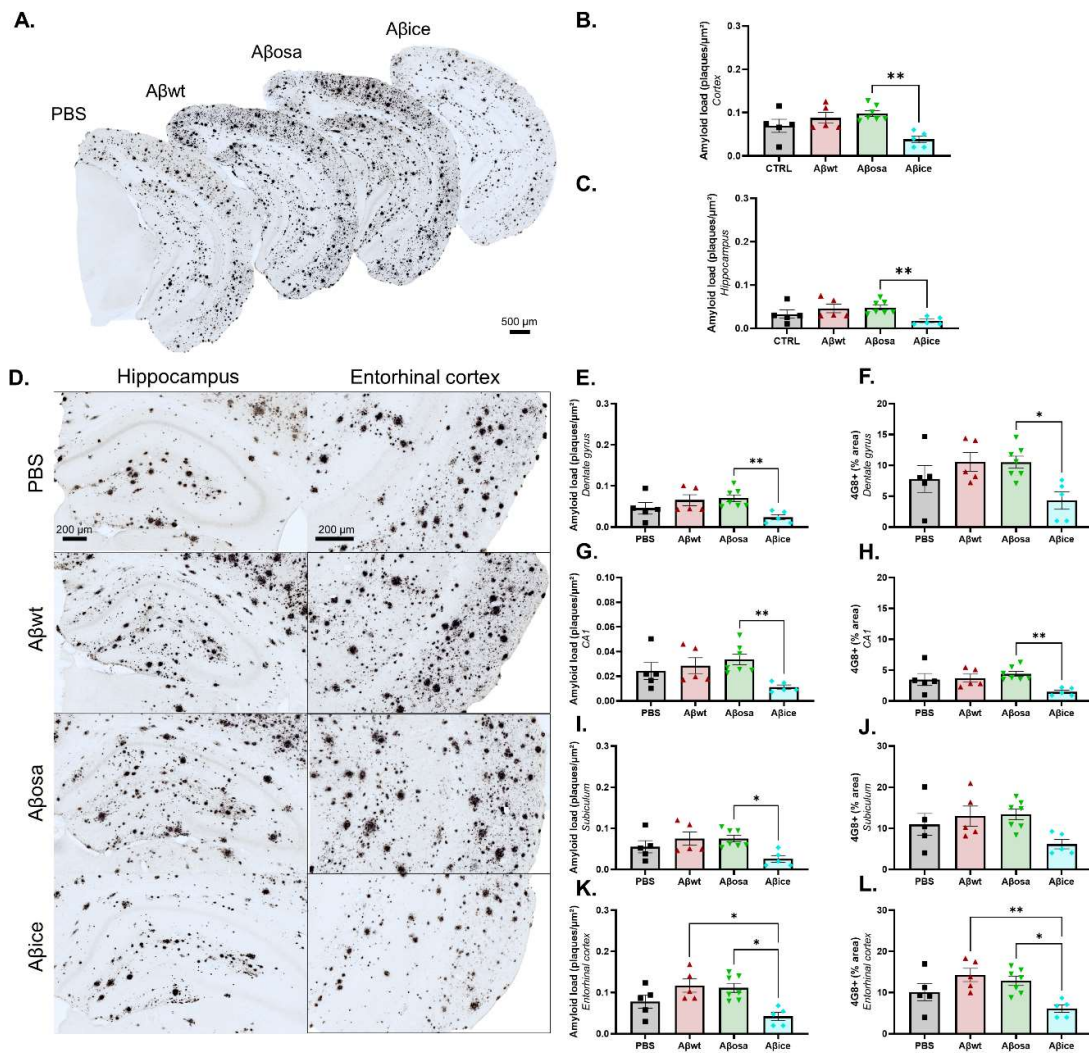 A.
PBS
Aβwt
Aβosa
Aβice
500 µm
B.
Amyloid load (plaques/µm²)
Cortex
0.3
0.2
0.1
0.0
**
CTRL Aβwt Aβosa Aβice
C.
Amyloid load (plaques/µm²)
Hippocampus
0.3
0.2
0.1
0.0
**
CTRL Aβwt Aβosa Aβice
D.
Hippocampus Entorhinal cortex
PBS
200 µm 200 µm
Aβwt
Aβosa
Aβice
E.
Amyloid load (plaques/µm²)
Dentate gyrus
0.3
0.2
0.1
0.0
**
PBS Aβwt Aβosa Aβice
F.
4G8+ (% area)
Dentate gyrus
20
15
10
5
0
*
PBS Aβwt Aβosa Aβice
G.
Amyloid load (plaques/µm²)
CA1
0.10
0.08
0.06
0.04
0.02
0.00
**
PBS Aβwt Aβosa Aβice
H.
4G8+ (% area)
CA1
20
15
10
5
0
**
PBS Aβwt Aβosa Aβice
I.
Amyloid load (plaques/µm²)
Subiculum
0.3
0.2
0.1
0.0
*
PBS Aβwt Aβosa Aβice
J.
4G8+ (% area)
Subiculum
30
20
10
0
PBS Aβwt Aβosa Aβice
K.
Amyloid load (plaques/µm²)
Entorhinal cortex
0.3
0.2
0.1
0.0
*
*
PBS Aβwt Aβosa Aβice
L.
4G8+ (% area)
Entorhinal cortex
30
20
10
0
**
*
PBS Aβwt Aβosa Aβice